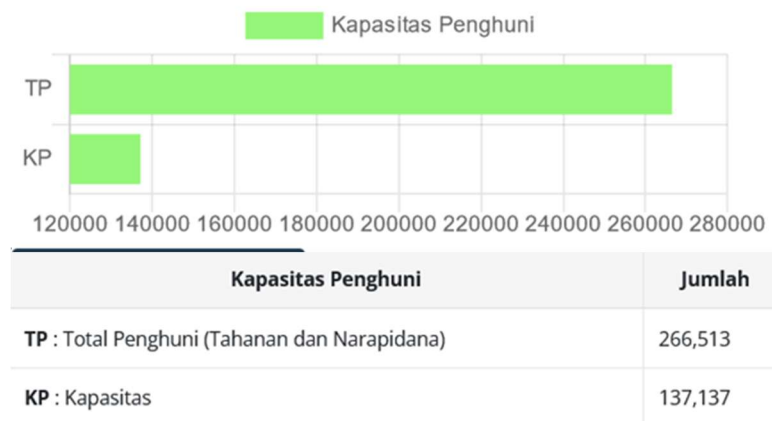 Kapasitas Penghuni
TP
KP
120000 140000 160000 180000 200000 220000 240000 260000 280000
Kapasitas Penghuni Jumlah
TP : Total Penghuni (Tahanan dan Narapidana) 266,513
KP : Kapasitas 137,137